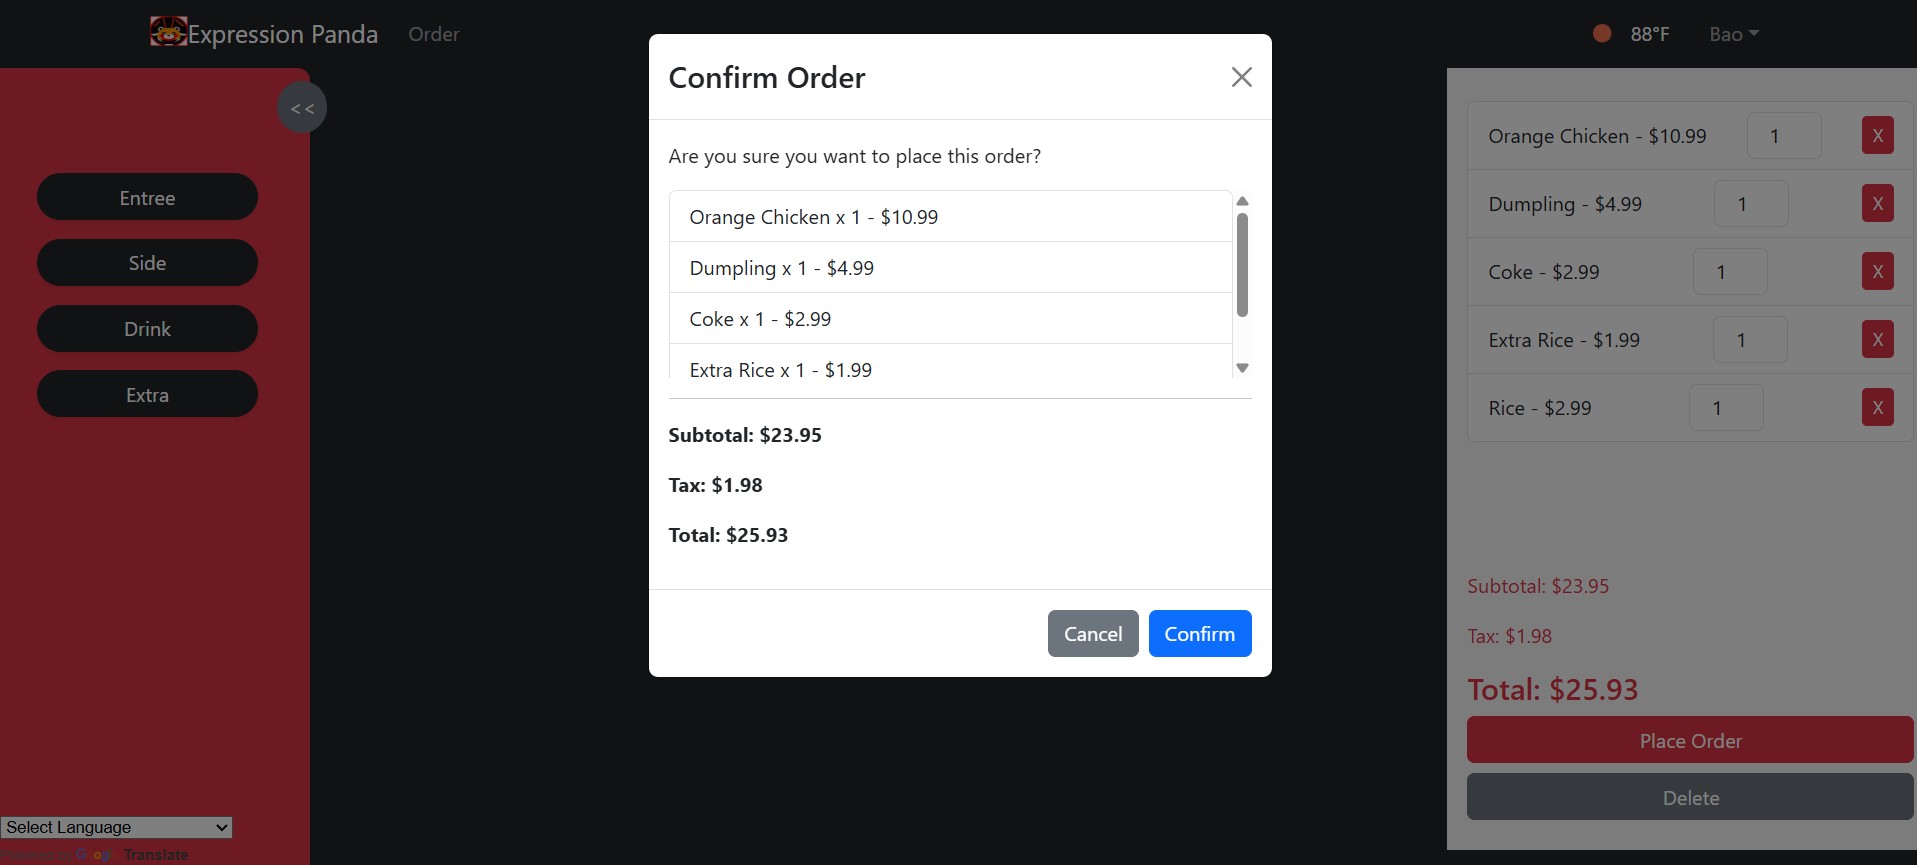 Expression Panda
Order
88°F
Bao
<<
Entree
Side
Drink
Extra
Select Language
Translate
Confirm Order
Are you sure you want to place this order?
Orange Chicken x 1 - $10.99
Dumpling x 1 - $4.99
Coke x 1 - $2.99
Extra Rice x 1 - $1.99
Subtotal: $23.95
Tax: $1.98
Total: $25.93
Cancel
Confirm
Orange Chicken - $10.99 1 X
Dumpling - $4.99 1 X
Coke - $2.99 1 X
Extra Rice - $1.99 1 X
Rice - $2.99 1 X
Subtotal: $23.95
Tax: $1.98
Total: $25.93
Place Order
Delete